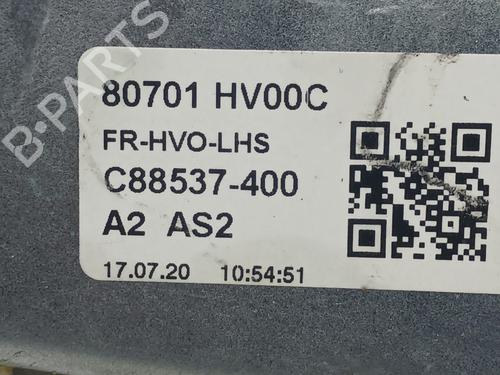 80701 HV00C
FR-HVO-LHS
C88537-400
A2 AS2
17.07.20 10:54:51
B-PARTS